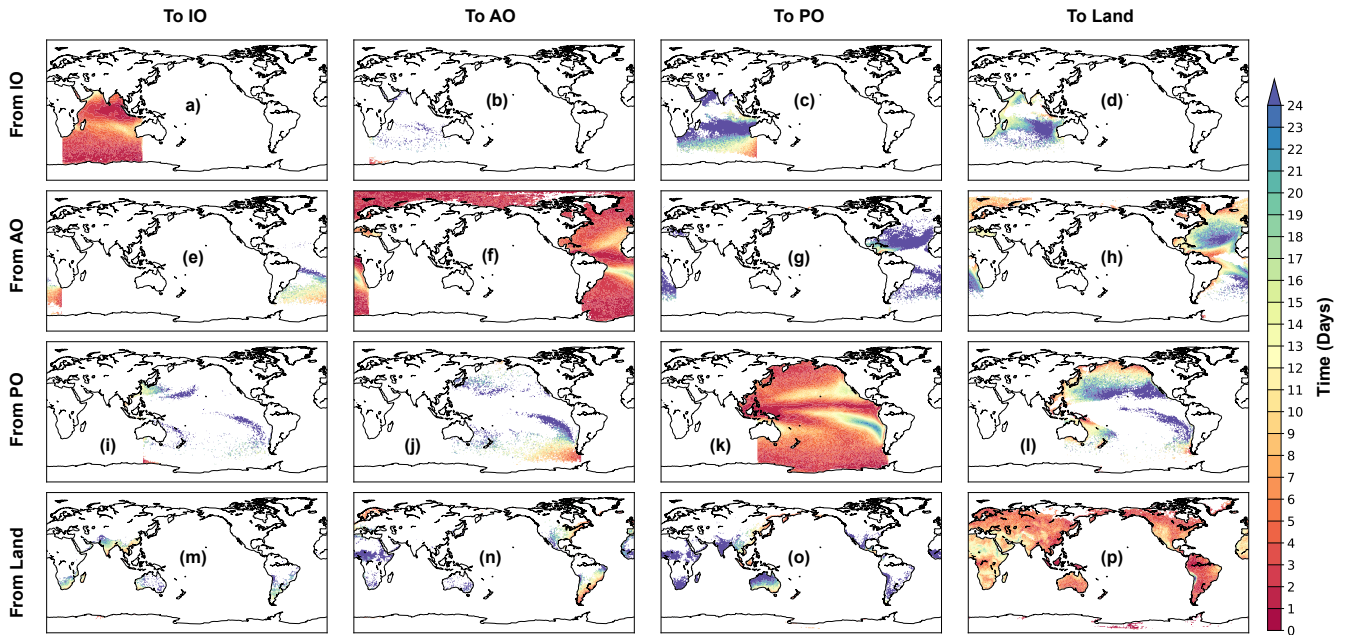 To IO To AO To PO To Land
From IO
a) (b) (c) (d)
From AO
(e) (f) (g) (h)
From PO
(i) (j) (k) (l)
From Land
(m) (n) (o) (p)
24
23
22
21
20
19
18
17
16
15
14
13
12
11
10
9
8
7
6
5
4
3
2
1
0
Time (Days)